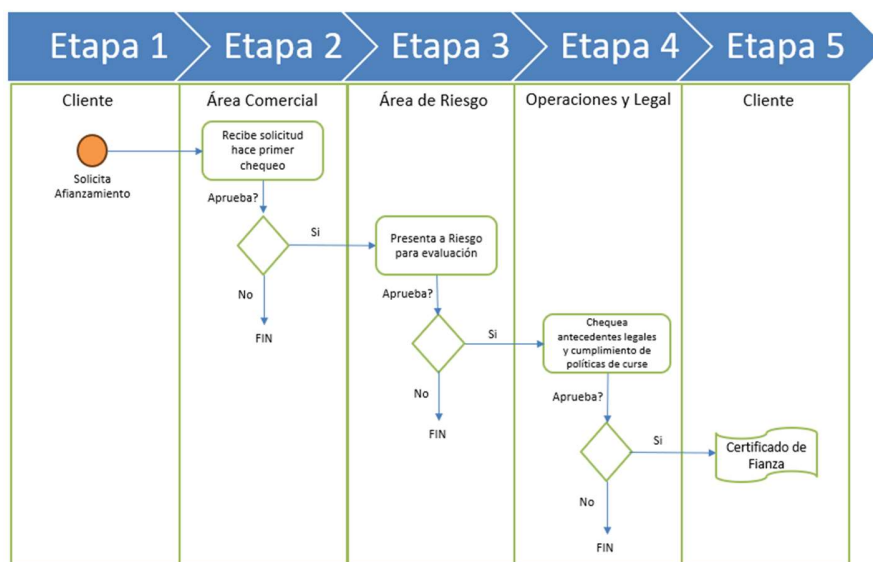 Etapa 1
Etapa 2
Etapa 3
Etapa 4
Etapa 5
Cliente
Área Comercial
Área de Riesgo
Operaciones y Legal
Cliente
Solicita
Afianzamiento
Recibe solicitud
hace primer
chequeo
Aprueba?
Si
No
FIN
Presenta a Riesgo
para evaluación
Aprueba?
Si
No
FIN
Chequea
antecedentes legales
y cumplimiento de
políticas de curse
Aprueba?
Si
No
FIN
Certificado de
Fianza